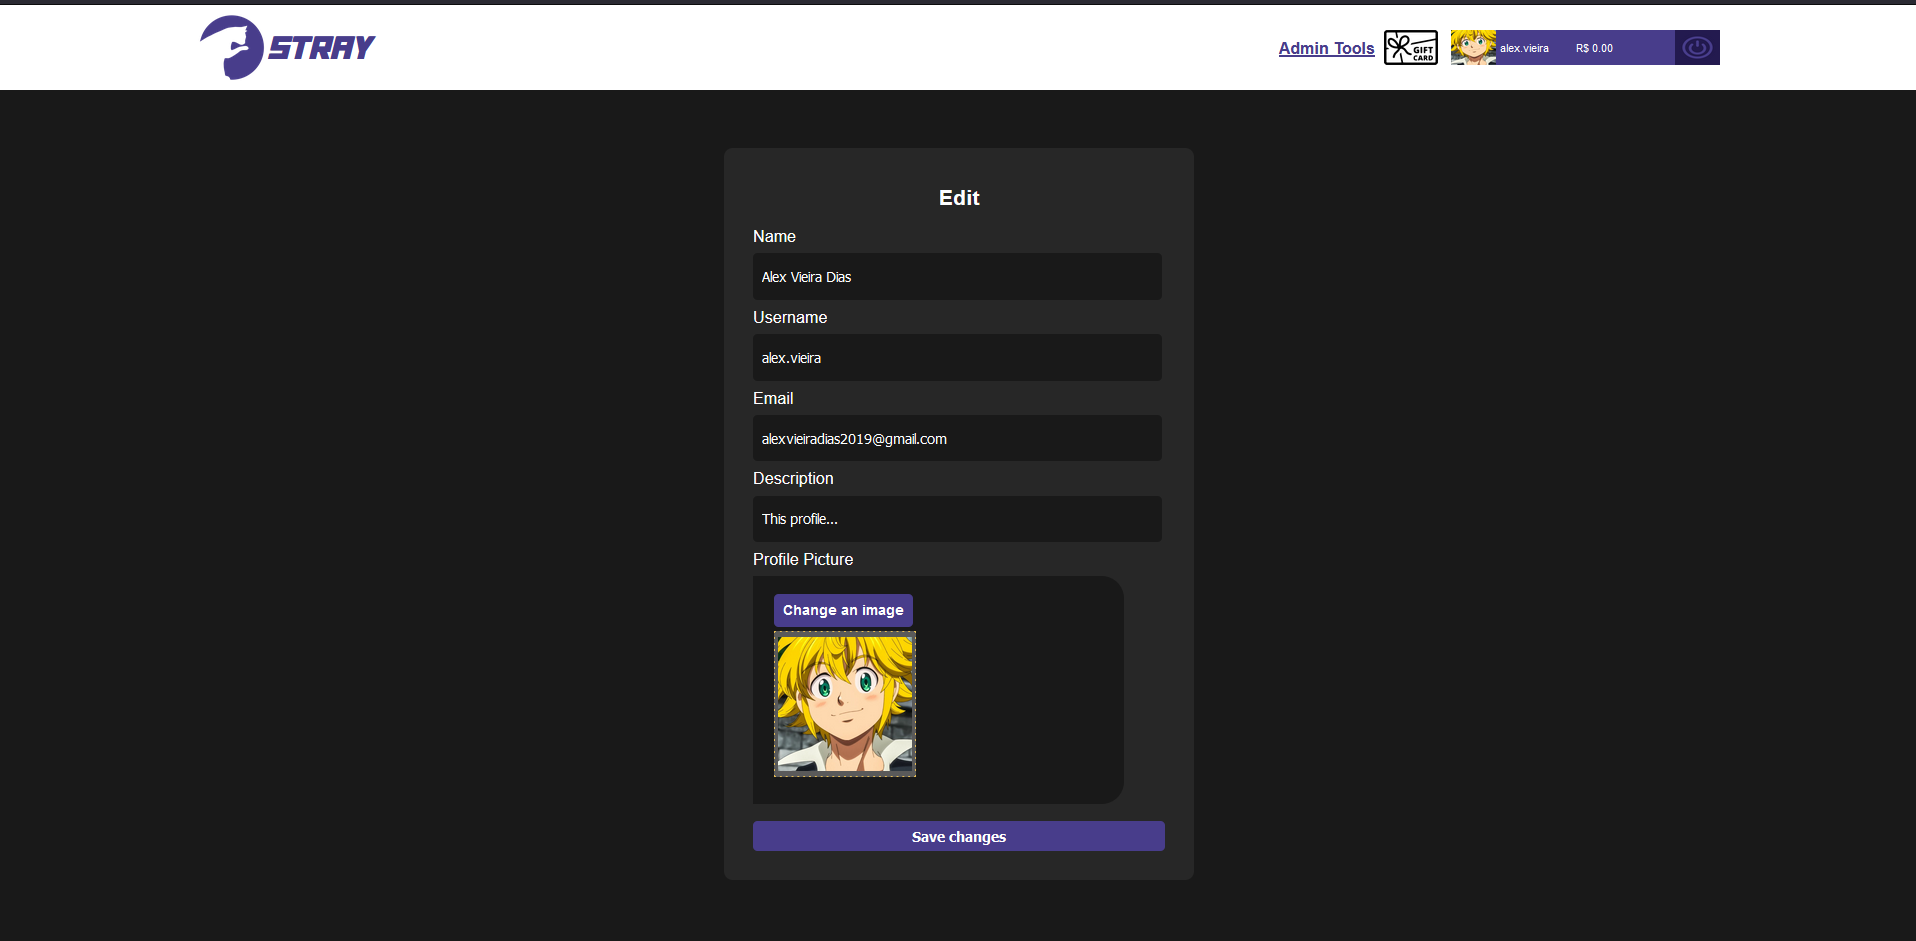 STRAY
Admin Tools
GIFT
CARD
alex.vieira
R$ 0.00
Edit
Name
Alex Vieira Dias
Username
alex.vieira
Email
alexvieiradias2019@gmail.com
Description
This profile...
Profile Picture
Change an image
Save changes